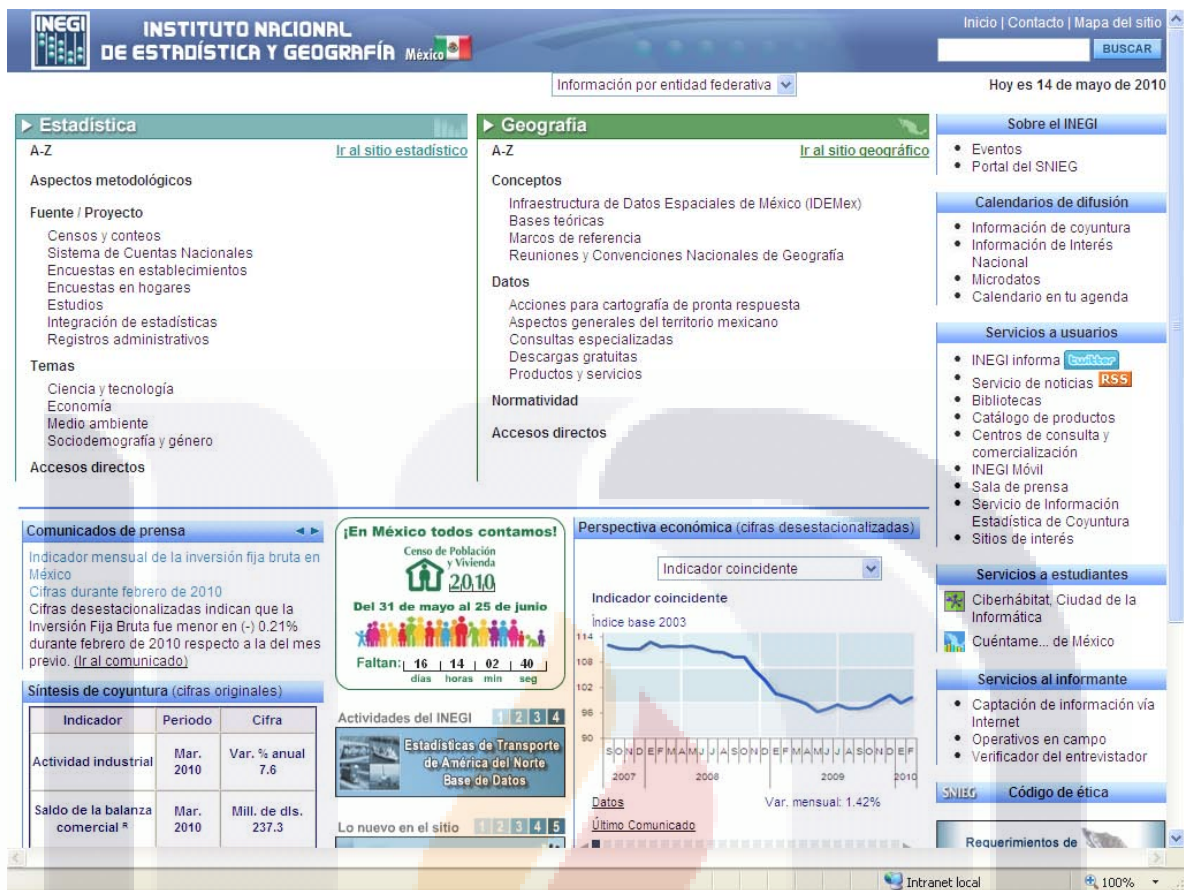 INEGI
INSTITUTO NACIONAL
DE ESTADÍSTICA Y GEOGRAFÍA México
Inicio | Contacto | Mapa del sitio
BUSCAR
Información por entidad federativa
Hoy es 14 de mayo de 2010
Estadística
A-Z
Ir al sitio estadístico
Aspectos metodológicos
Fuente / Proyecto
Censos y conteos
Sistema de Cuentas Nacionales
Encuestas en establecimientos
Encuestas en hogares
Estudios
Integración de estadísticas
Registros administrativos
Temas
Ciencia y tecnología
Economía
Medio ambiente
Sociodemografía y género
Accesos directos
Geografía
A-Z
Ir al sitio geográfico
Conceptos
Infraestructura de Datos Espaciales de México (IDEMex)
Bases teóricas
Marcos de referencia
Reuniones y Convenciones Nacionales de Geografía
Datos
Acciones para cartografía de pronta respuesta
Aspectos generales del territorio mexicano
Consultas especializadas
Descargas gratuitas
Productos y servicios
Normatividad
Accesos directos
Sobre el INEGI
Eventos
Portal del SNIEG
Calendarios de difusión
Información de coyuntura
Información de Interés
Nacional
Microdatos
Calendario en tu agenda
Servicios a usuarios
INEGI informa twitter
Servicio de noticias RSS
Bibliotecas
Catálogo de productos
Centros de consulta y
comercialización
INEGI Móvil
Sala de prensa
Servicio de Información
Estadística de Coyuntura
Sitios de interés
Servicios a estudiantes
Ciberhábitat, Ciudad de la
Informática
Cuéntame... de México
Servicios al informante
Captación de información vía
Internet
Operativos en campo
Verificador del entrevistador
SNIEG Código de ética
Requerimientos de
Comunicados de prensa
Indicador mensual de la inversión fija bruta en
México
Cifras durante febrero de 2010
Cifras desestacionalizadas indican que la
Inversión Fija Bruta fue menor en (-) 0.21%
durante febrero de 2010 respecto a la del mes
previo. (Ir al comunicado)
Síntesis de coyuntura (cifras originales)
Indicador Periodo Cifra
Actividad industrial Mar. 2010 Var. % anual 7.6
Saldo de la balanza comercial R Mar. 2010 Mill. de dls. 237.3
¡En México todos contamos!
Censo de Población
y Vivienda
2010
Del 31 de mayo al 25 de junio
Faltan: 16 14 02 40
días horas min seg
Actividades del INEGI 1 2 3 4
Estadísticas de Transporte
de América del Norte
Base de Datos
Lo nuevo en el sitio 1 2 3 4 5
Perspectiva económica (cifras desestacionalizadas)
Indicador coincidente
Indicador coincidente
Índice base 2003
114
108
102
96
90
S O N D E F M A M J J A S O N D E F M A M J J A S O N D E F
2007 2008 2009 2010
Datos
Var. mensual: 1.42%
Último Comunicado
Intranet local
100%